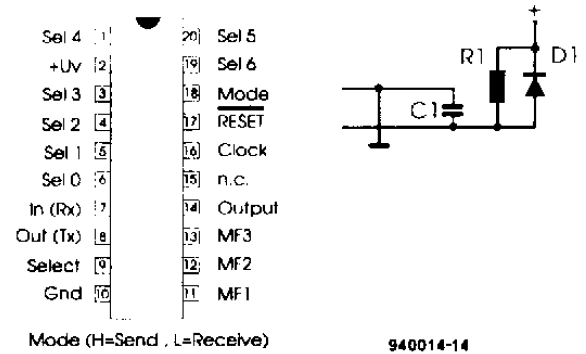 Sel 4 1 20 Sel 5
+Uv 2 19 Sel 6
Sel 3 3 18 Mode
Sel 2 4 17 RESET
Sel 1 5 16 Clock
Sel 0 6 15 n.c.
In (Rx) 7 14 Output
Out (Tx) 8 13 MF3
Select 9 12 MF2
Gnd 10 11 MF1
Mode (H=Send , L=Receive)
+
R1 D1
C1
940014-14